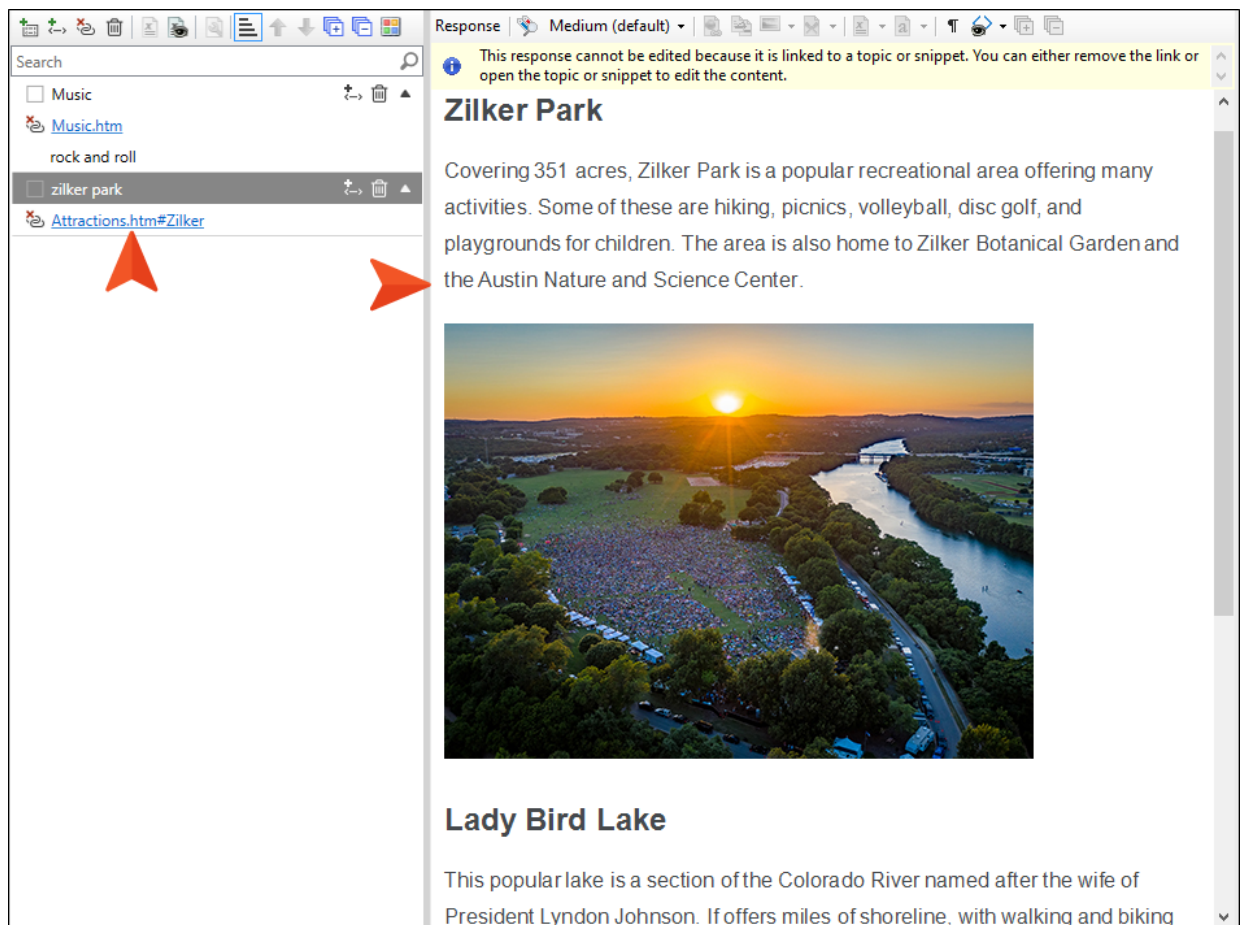 Response Medium (default)
Search
This response cannot be edited because it is linked to a topic or snippet. You can either remove the link or
open the topic or snippet to edit the content.
Music
Music.htm
rock and roll
zilker park
Attractions.htm#Zilker
Zilker Park
Covering 351 acres, Zilker Park is a popular recreational area offering many
activities. Some of these are hiking, picnics, volleyball, disc golf, and
playgrounds for children. The area is also home to Zilker Botanical Garden and
the Austin Nature and Science Center.
Lady Bird Lake
This popular lake is a section of the Colorado River named after the wife of
President Lyndon Johnson. If offers miles of shoreline, with walking and biking